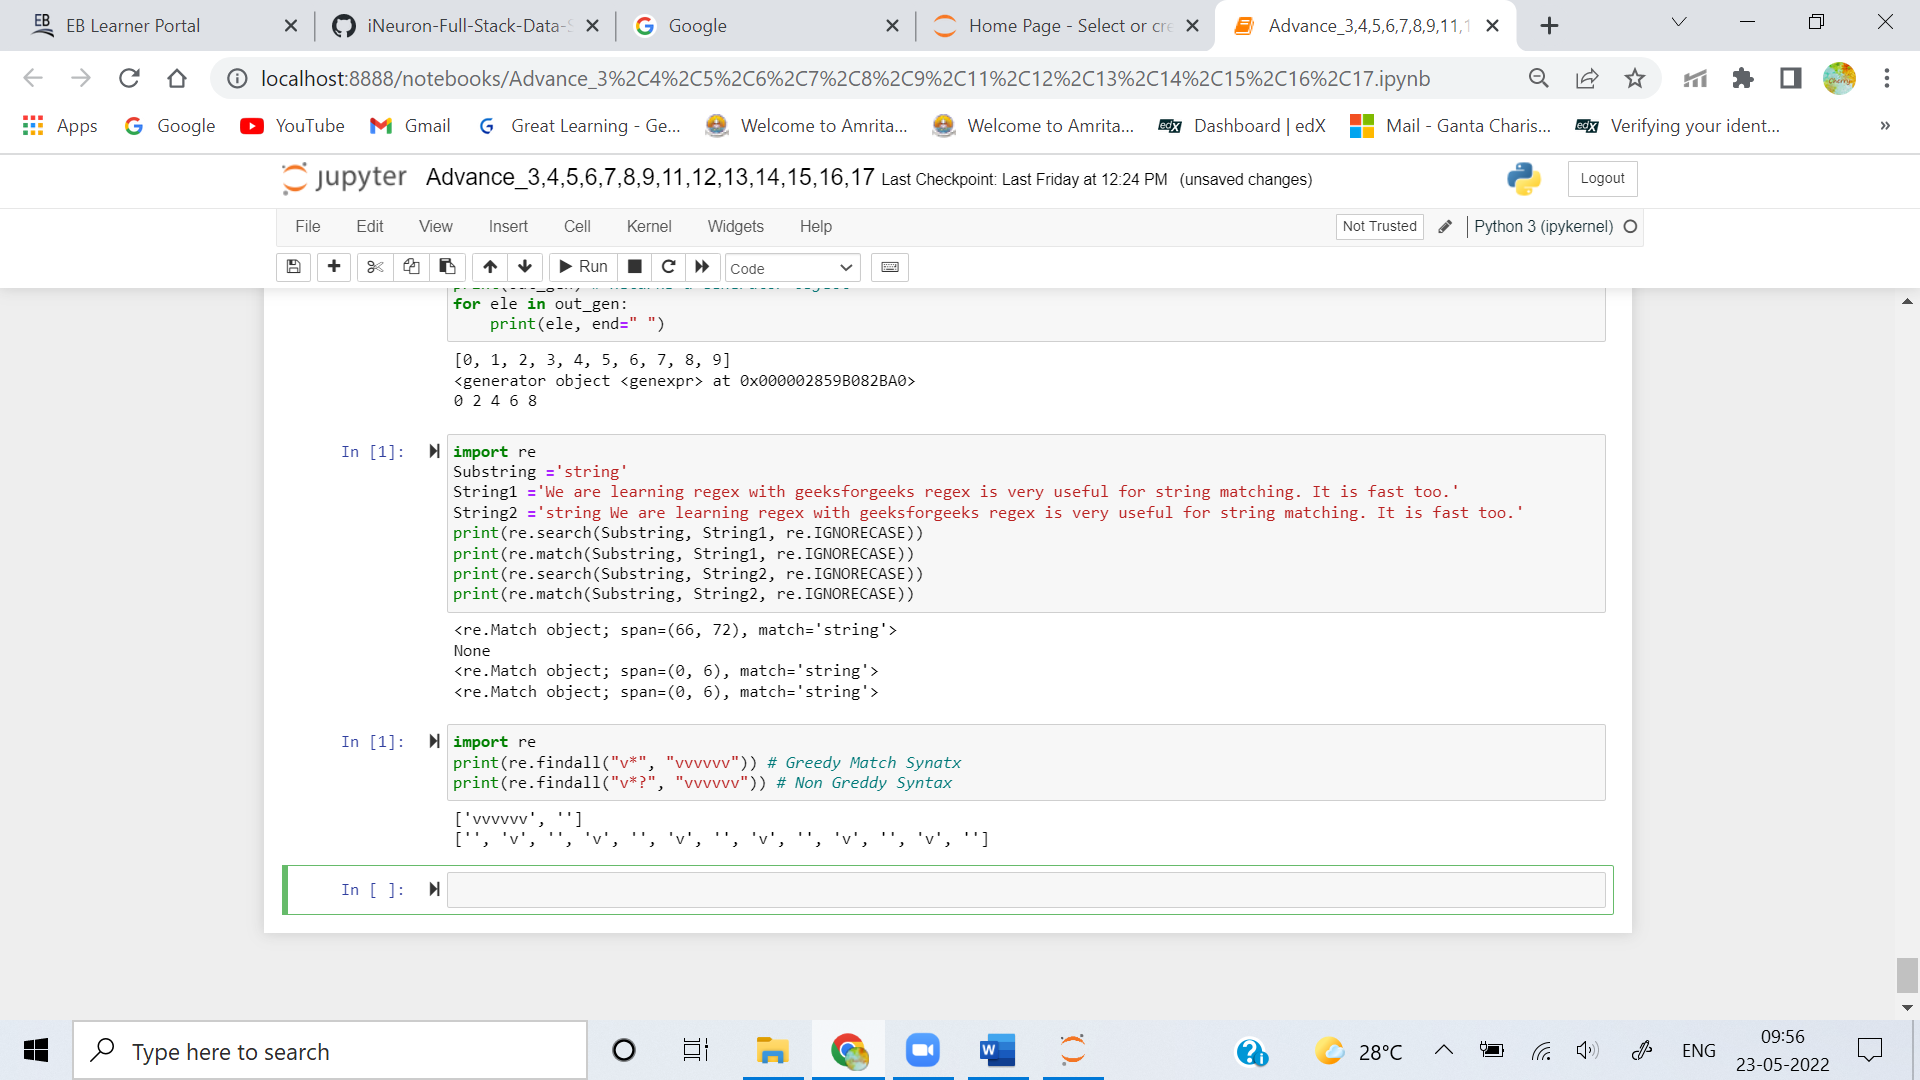 EB Learner Portal
iNeuron-Full-Stack-Data-S
Google
Home Page - Select or cre
Advance_3,4,5,6,7,8,9,11,1
localhost:8888/notebooks/Advance_3%2C4%2C5%2C6%2C7%2C8%2C9%2C11%2C12%2C13%2C14%2C15%2C16%2C17.ipynb
Apps
Google
YouTube
Gmail
Great Learning - Ge...
Welcome to Amrita...
Welcome to Amrita...
Dashboard | edX
Mail - Ganta Charis...
Verifying your ident...
»
jupyter Advance_3,4,5,6,7,8,9,11,12,13,14,15,16,17 Last Checkpoint: Last Friday at 12:24 PM (unsaved changes)
Logout
File Edit View Insert Cell Kernel Widgets Help
Not Trusted
Python 3 (ipykernel)
Run
Code
for ele in out_gen:
    print(ele, end=" ")
[0, 1, 2, 3, 4, 5, 6, 7, 8, 9]
<generator object <genexpr> at 0x000002859B082BA0>
0 2 4 6 8
In [1]:
import re
Substring ='string'
String1 ='We are learning regex with geeksforgeeks regex is very useful for string matching. It is fast too.'
String2 ='string We are learning regex with geeksforgeeks regex is very useful for string matching. It is fast too.'
print(re.search(Substring, String1, re.IGNORECASE))
print(re.match(Substring, String1, re.IGNORECASE))
print(re.search(Substring, String2, re.IGNORECASE))
print(re.match(Substring, String2, re.IGNORECASE))
<re.Match object; span=(66, 72), match='string'>
None
<re.Match object; span=(0, 6), match='string'>
<re.Match object; span=(0, 6), match='string'>
In [1]:
import re
print(re.findall("v*", "vvvvvv")) # Greedy Match Synatx
print(re.findall("v*?", "vvvvvv")) # Non Greddy Syntax
['vvvvvv', '']
['', 'v', '', 'v', '', 'v', '', 'v', '', 'v', '', 'v', '']
In [ ]:
Type here to search
28°C
ENG
09:56
23-05-2022